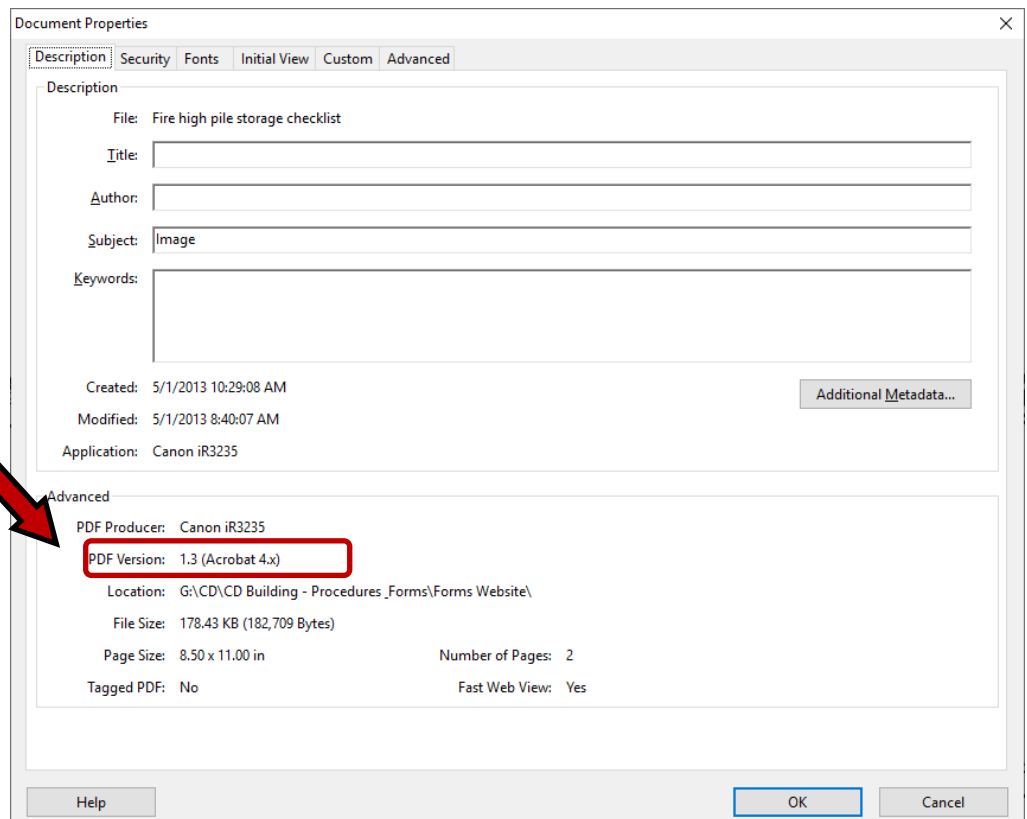 Document Properties
Description Security Fonts Initial View Custom Advanced
Description
File: Fire high pile storage checklist
Title:
Author:
Subject: Image
Keywords:
Created: 5/1/2013 10:29:08 AM
Additional Metadata...
Modified: 5/1/2013 8:40:07 AM
Application: Canon iR3235
Advanced
PDF Producer: Canon iR3235
PDF Version: 1.3 (Acrobat 4.x)
Location: G:\CD\CD Building - Procedures_Forms\Forms Website\
File Size: 178.43 KB (182,709 Bytes)
Page Size: 8.50 x 11.00 in Number of Pages: 2
Tagged PDF: No Fast Web View: Yes
Help OK Cancel